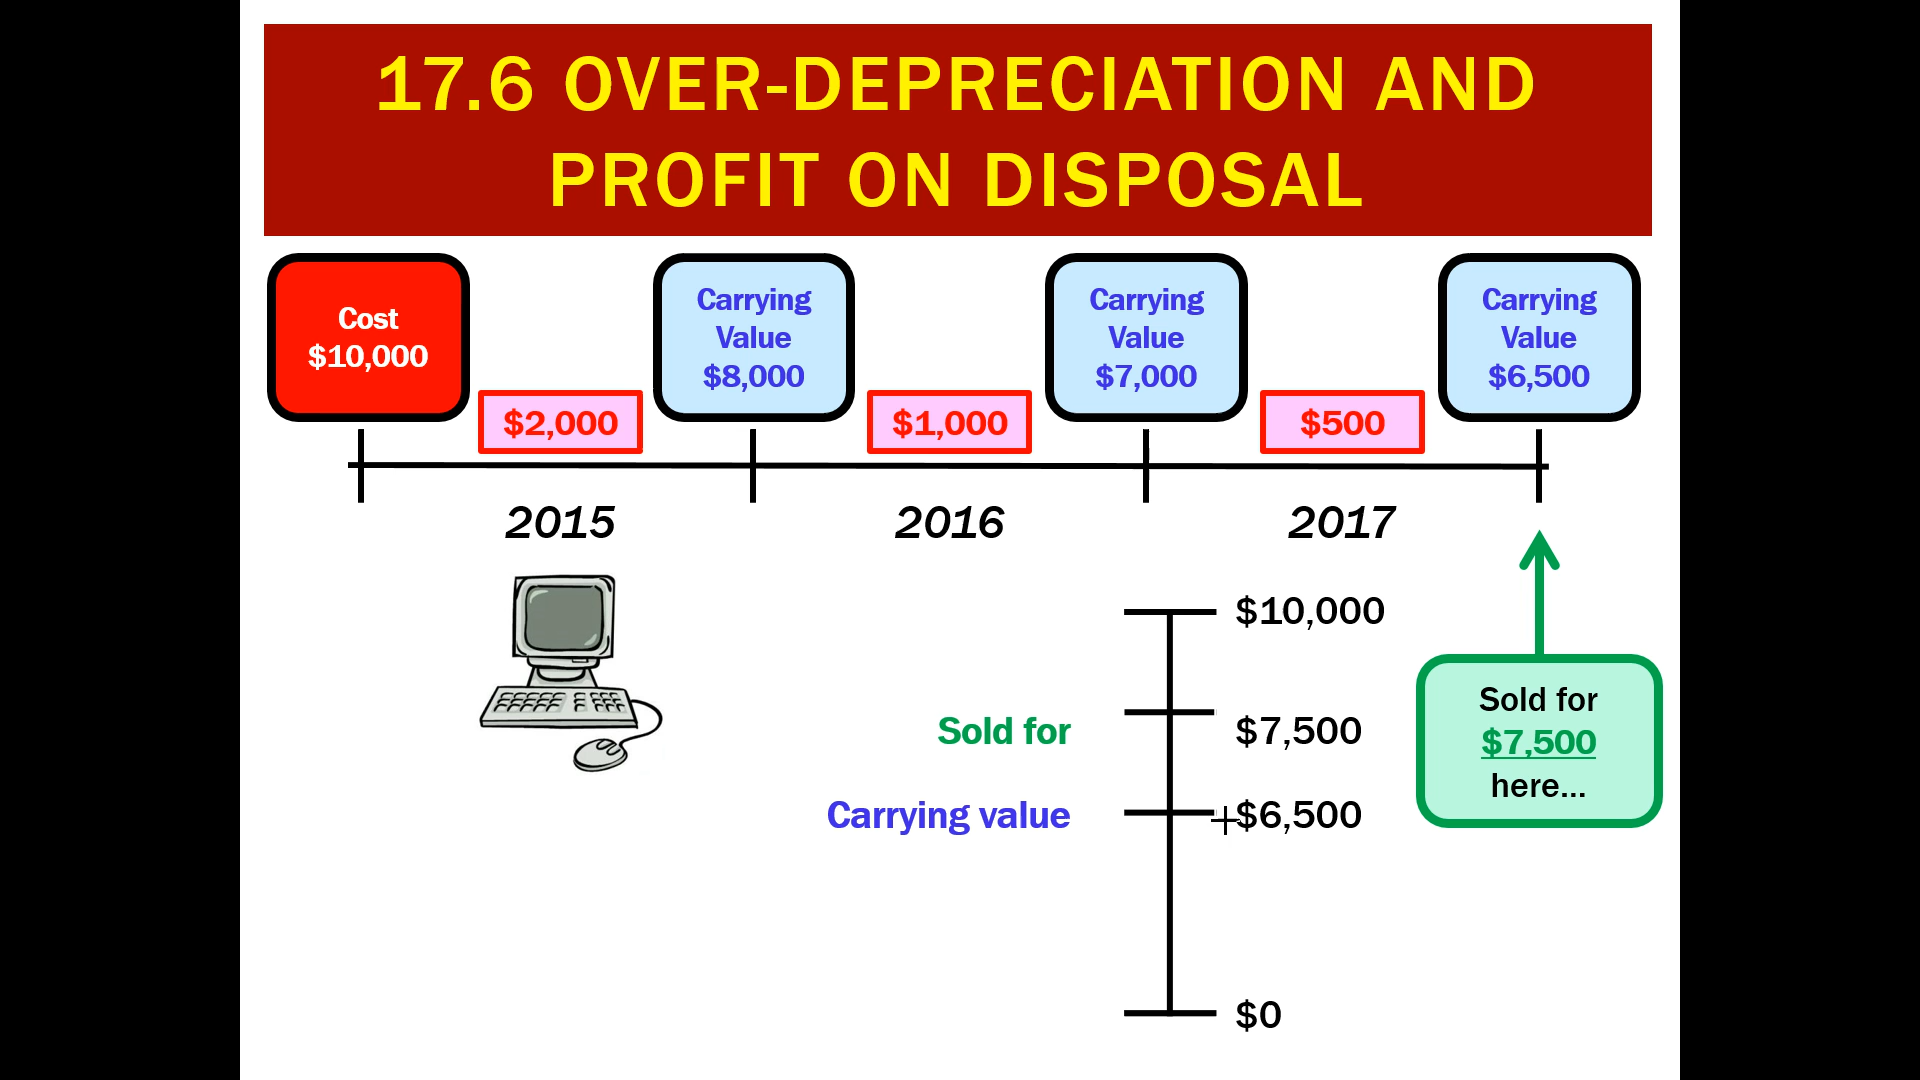 17.6 OVER-DEPRECIATION AND
PROFIT ON DISPOSAL
Cost
$10,000
Carrying
Value
$8,000
Carrying
Value
$7,000
Carrying
Value
$6,500
$2,000
$1,000
$500
2015
2016
2017
$10,000
Sold for
$7,500
Carrying value
$6,500
$0
Sold for
$7,500
here...